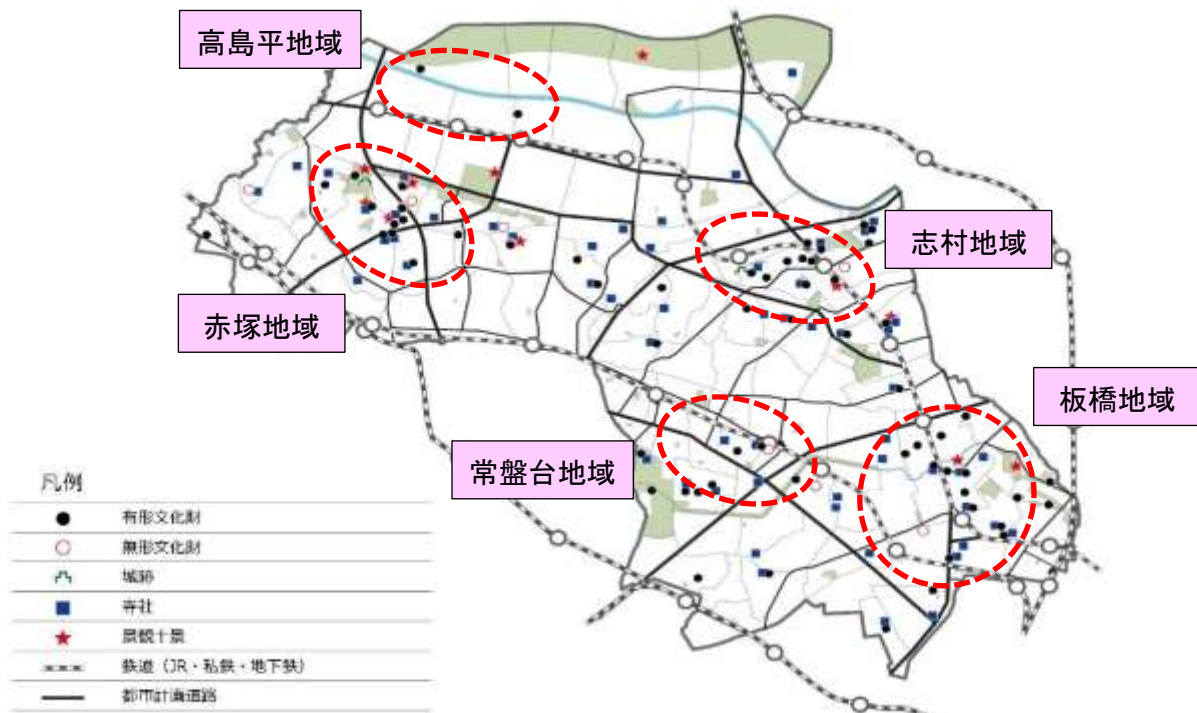 高島平地域
志村地域
赤塚地域
板橋地域
常盤台地域
凡例
有形文化財
無形文化財
城跡
寺社
景観十景
鉄道（JR・私鉄・地下鉄）
都市計画道路